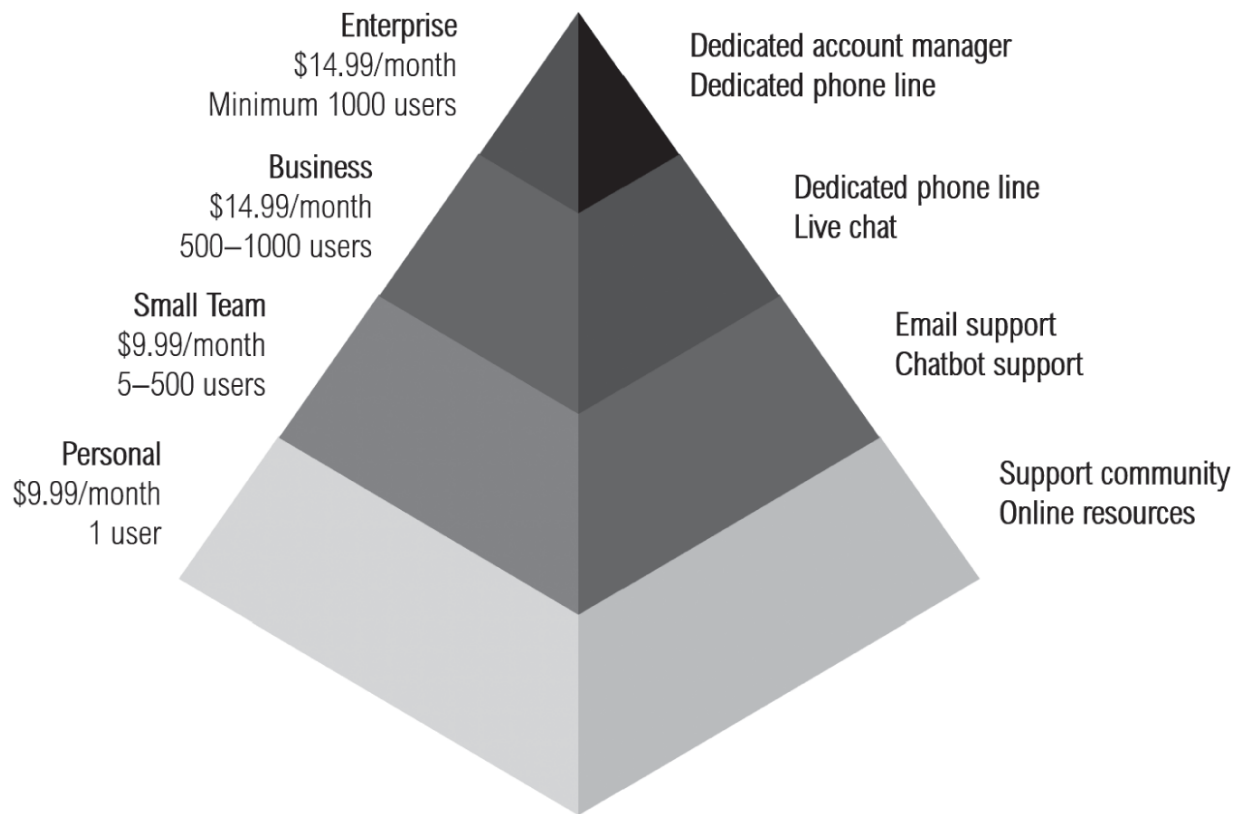 Enterprise
$14.99/month
Minimum 1000 users
Dedicated account manager
Dedicated phone line
Business
$14.99/month
500–1000 users
Dedicated phone line
Live chat
Small Team
$9.99/month
5–500 users
Email support
Chatbot support
Personal
$9.99/month
1 user
Support community
Online resources